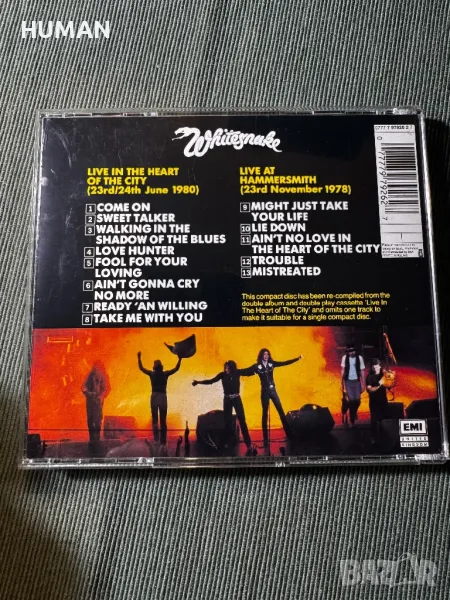 HUMAN
Whitesnake
LIVE IN THE HEART
OF THE CITY
(23rd/24th June 1980)
1 COME ON
2 SWEET TALKER
3 WALKING IN THE
SHADOW OF THE BLUES
4 LOVE HUNTER
5 FOOL FOR YOUR
LOVING
6 AIN'T GONNA CRY
NO MORE
7 READY 'AN WILLING
8 TAKE ME WITH YOU
LIVE AT
HAMMERSMITH
(23rd November 1978)
9 MIGHT JUST TAKE
YOUR LIFE
10 LIE DOWN
11 AIN'T NO LOVE IN
THE HEART OF THE CITY
12 TROUBLE
13 MISTREATED
This compact disc has been re-compiled from the
double album and double play cassette 'Live In
The Heart of The City' and omits one track to
make it suitable for a single compact disc.
EMI
UNITED
KINGDOM
BAZAR.bg